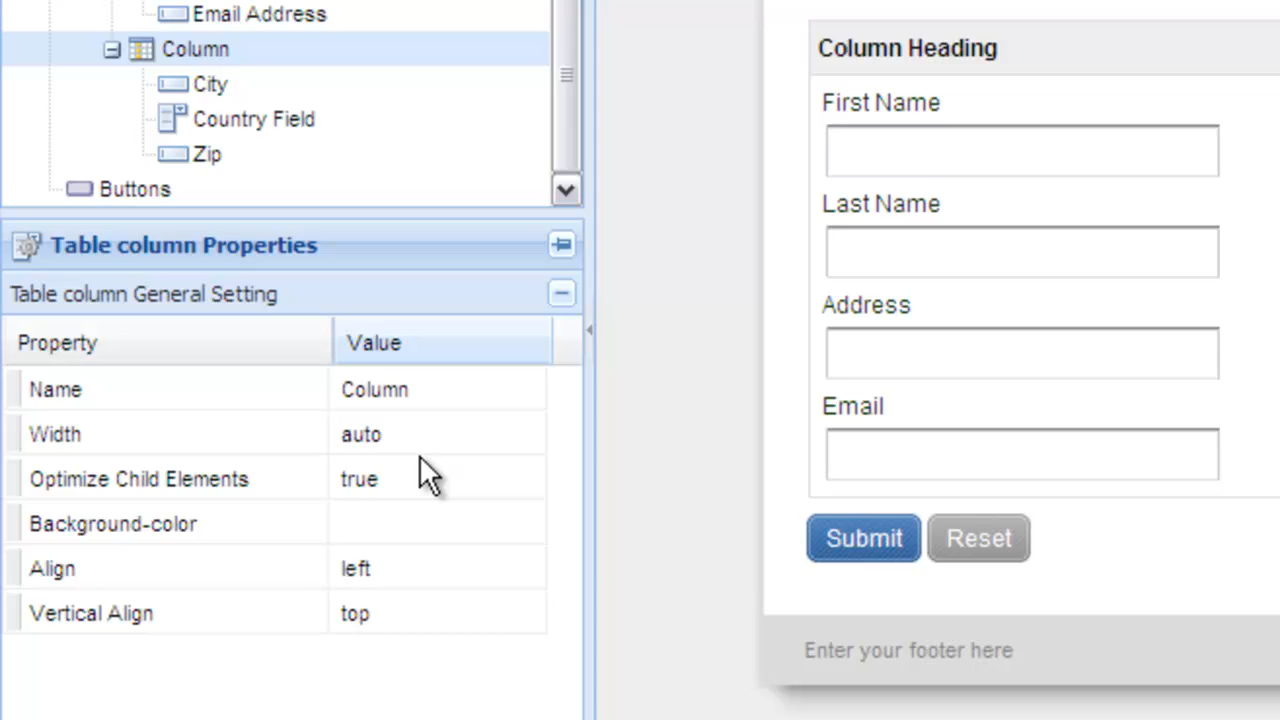 Email Address
Column
City
Country Field
Zip
Buttons
Table column Properties
Table column General Setting
Property Value
Name Column
Width auto
Optimize Child Elements true
Background-color
Align left
Vertical Align top
Column Heading
First Name
Last Name
Address
Email
Submit Reset
Enter your footer here